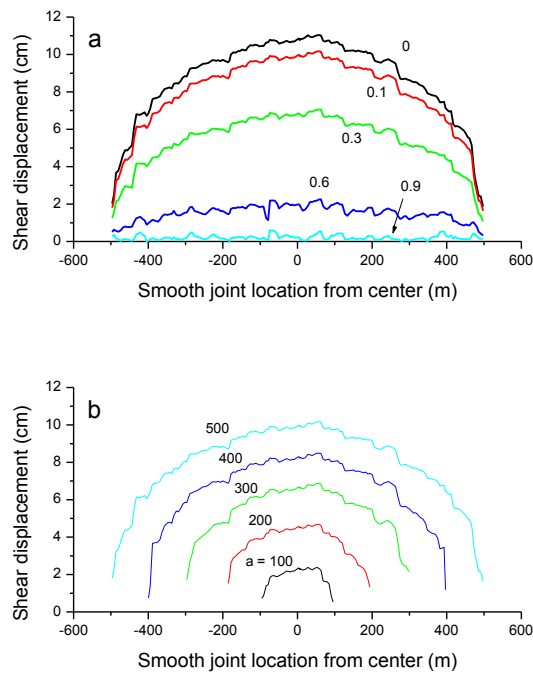 a
12
10
8
6
4
2
0
Shear displacement (cm)
0
0.1
0.3
0.6
0.9
-600 -400 -200 0 200 400 600
Smooth joint location from center (m)
b
12
10
8
6
4
2
0
Shear displacement (cm)
500
400
300
200
a = 100
-600 -400 -200 0 200 400 600
Smooth joint location from center (m)